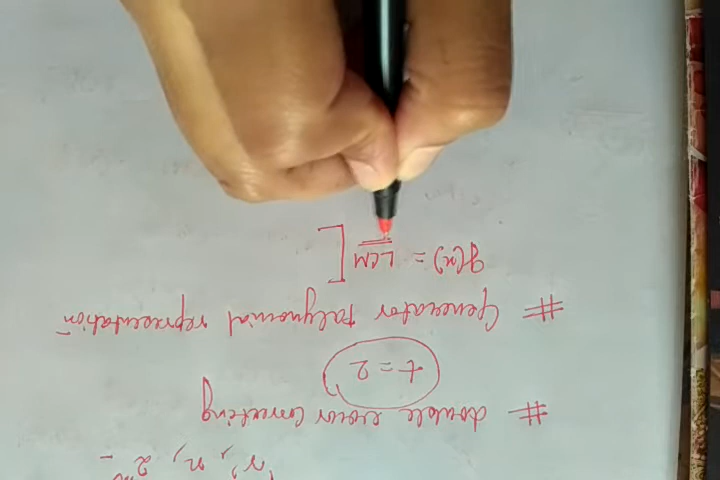 # double error correcting
t = 2
# Generator Polynomial representation
g(x) = LCM [